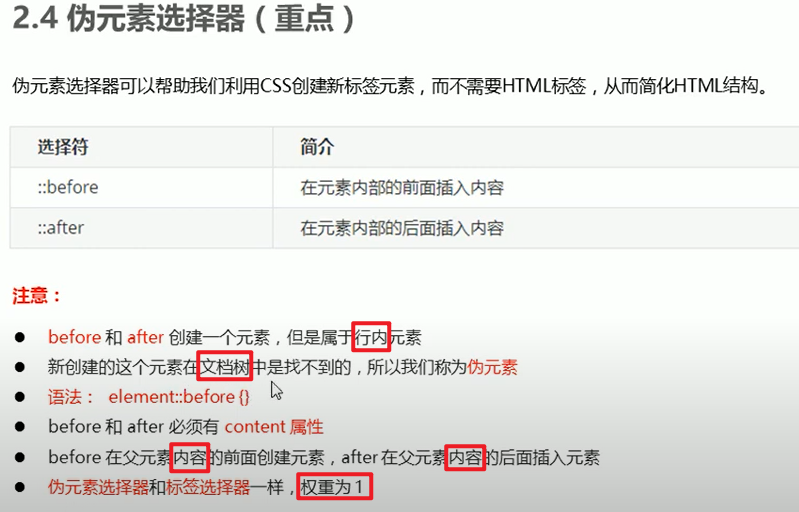 2.4 伪元素选择器（重点）
伪元素选择器可以帮助我们利用CSS创建新标签元素，而不需要HTML标签，从而简化HTML结构。
选择符 简介
::before 在元素内部的前面插入内容
::after 在元素内部的后面插入内容
注意：
● before 和 after 创建一个元素，但是属于行内元素
● 新创建的这个元素在文档树中是找不到的，所以我们称为伪元素
● 语法： element::before {}
● before 和 after 必须有 content 属性
● before 在父元素内容的前面创建元素，after 在父元素内容的后面插入元素
● 伪元素选择器和标签选择器一样，权重为 1